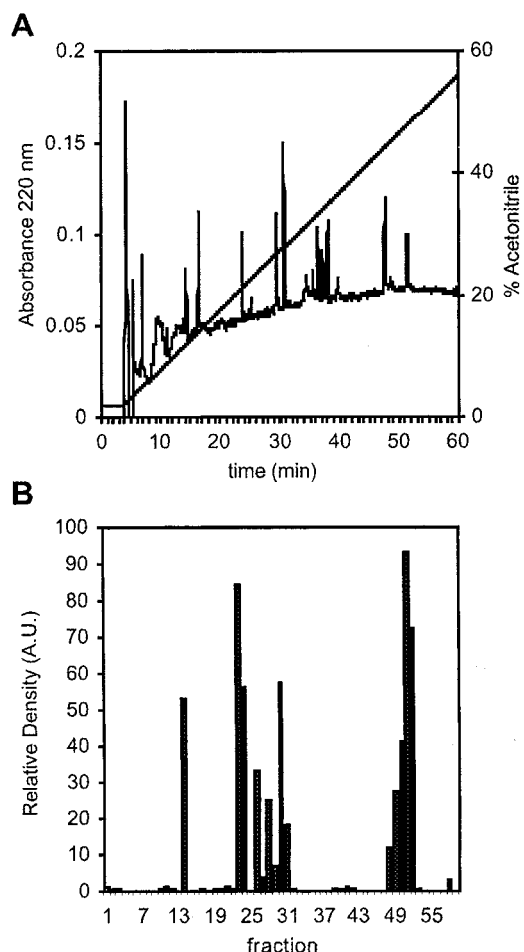 A
0.2
0.15
0.1
0.05
0
Absorbance 220 nm
60
40
20
0
% Acetonitrile
0 10 20 30 40 50 60
time (min)
B
100
90
80
70
60
50
40
30
20
10
0
Relative Density (A.U.)
1 7 13 19 25 31 37 43 49 55
fraction